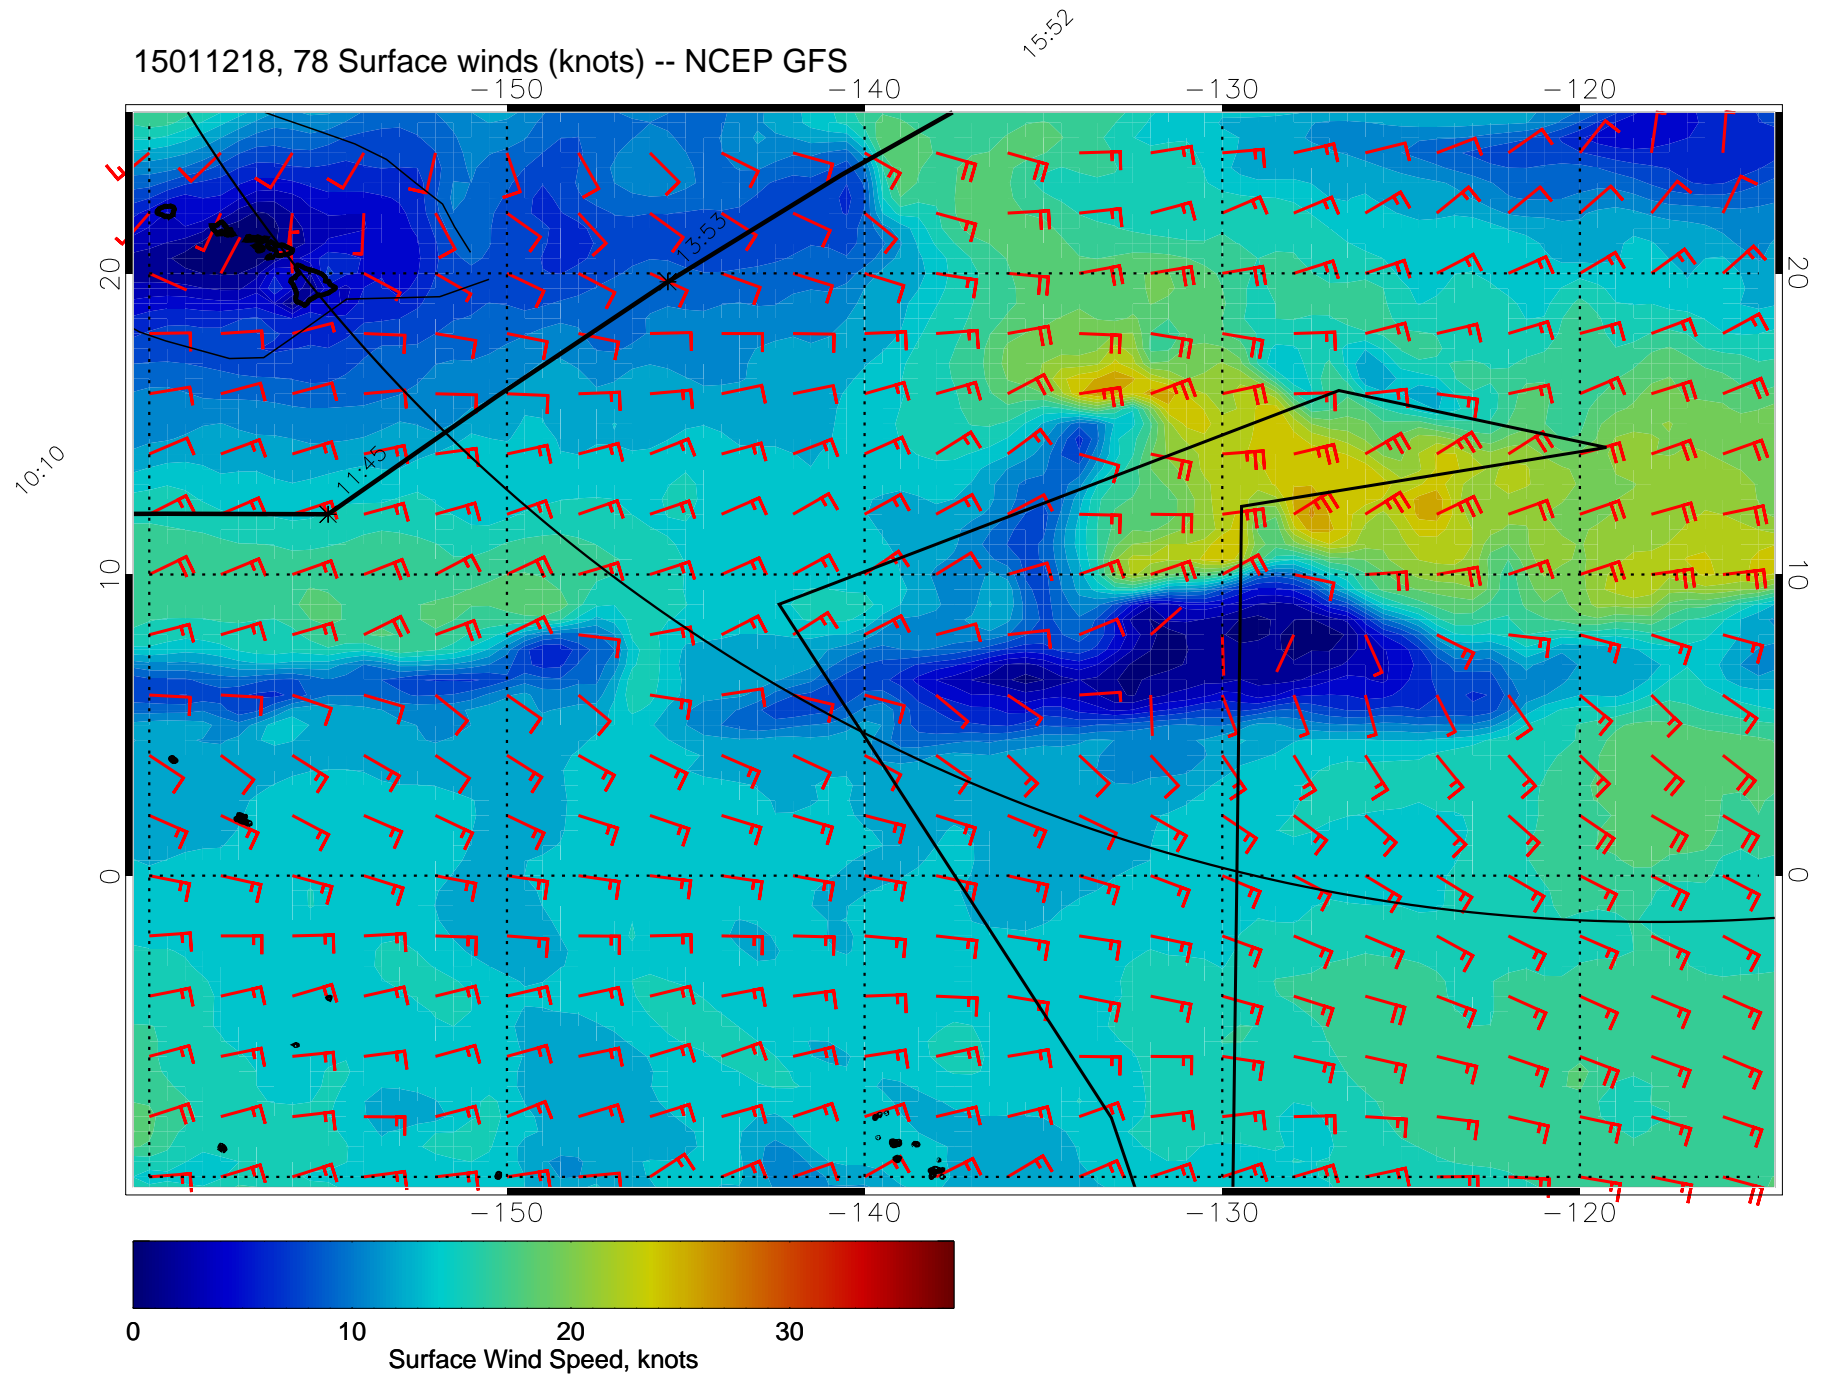 15:52
15011218, 78 Surface winds (knots) -- NCEP GFS
-150 -140 -130 -120
20 13:53 20
10:10 11:45
10 10
0 0
-150 -140 -130 -120
0 10 20 30
Surface Wind Speed, knots